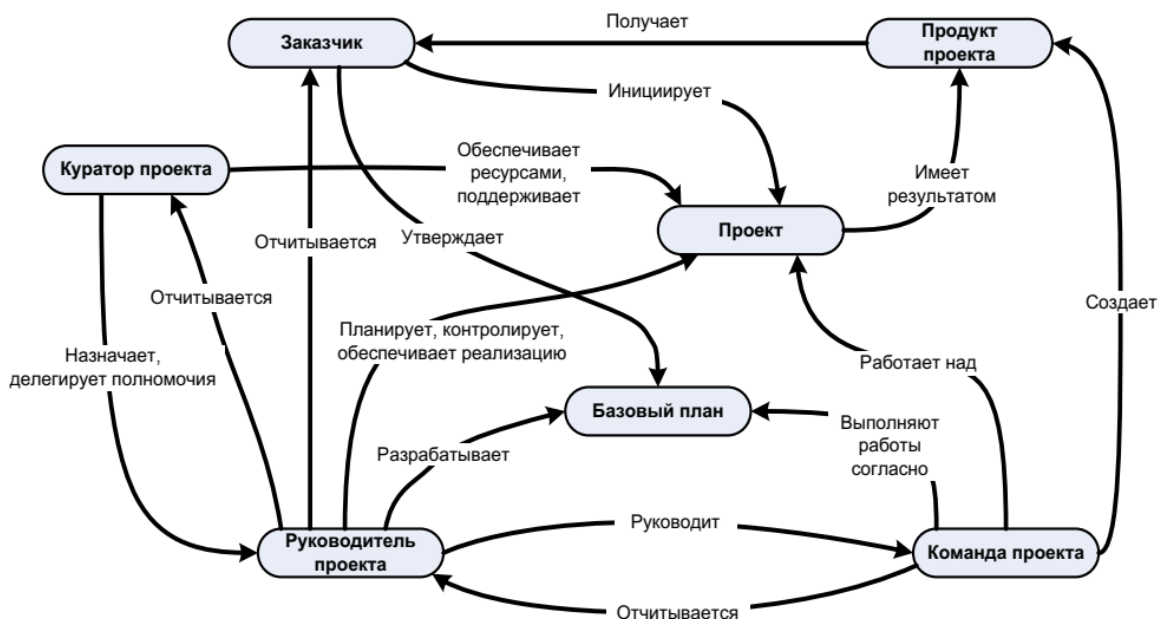 Получает
Заказчик
Продукт
проекта
Инициирует
Куратор проекта
Обеспечивает
ресурсами,
поддерживает
Имеет
результатом
Проект
Отчитывается
Утверждает
Отчитывается
Создает
Планирует, контролирует,
обеспечивает реализацию
Назначает,
делегирует полномочия
Работает над
Базовый план
Выполняют
работы
согласно
Разрабатывает
Руководит
Руководитель
проекта
Команда проекта
Отчитывается